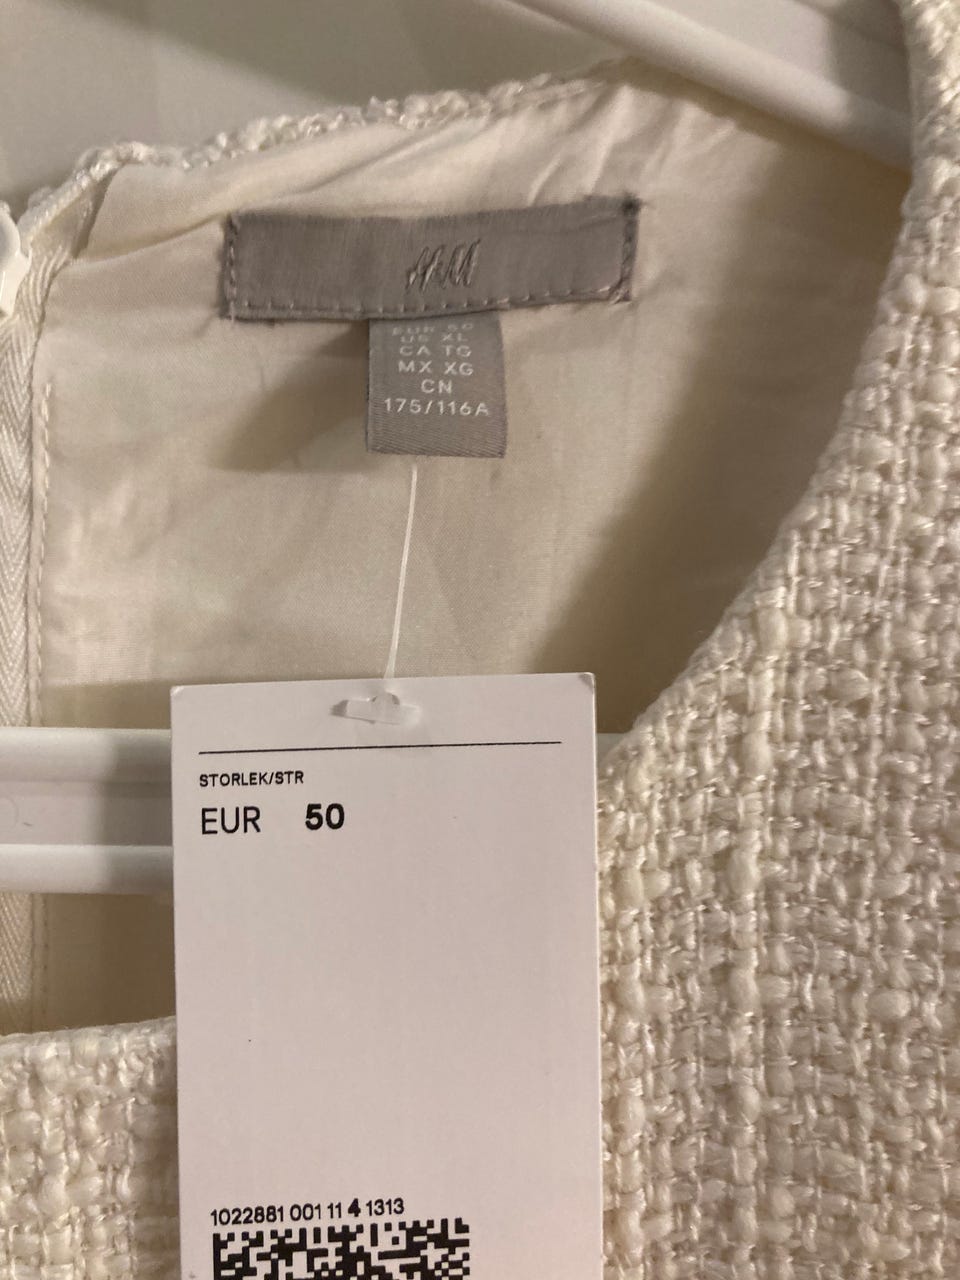 H&M
EUR 50
US XL
CA TG
MX XG
CN
175/116A
STORLEK/STR
EUR 50
1022881 001 11 4 1313